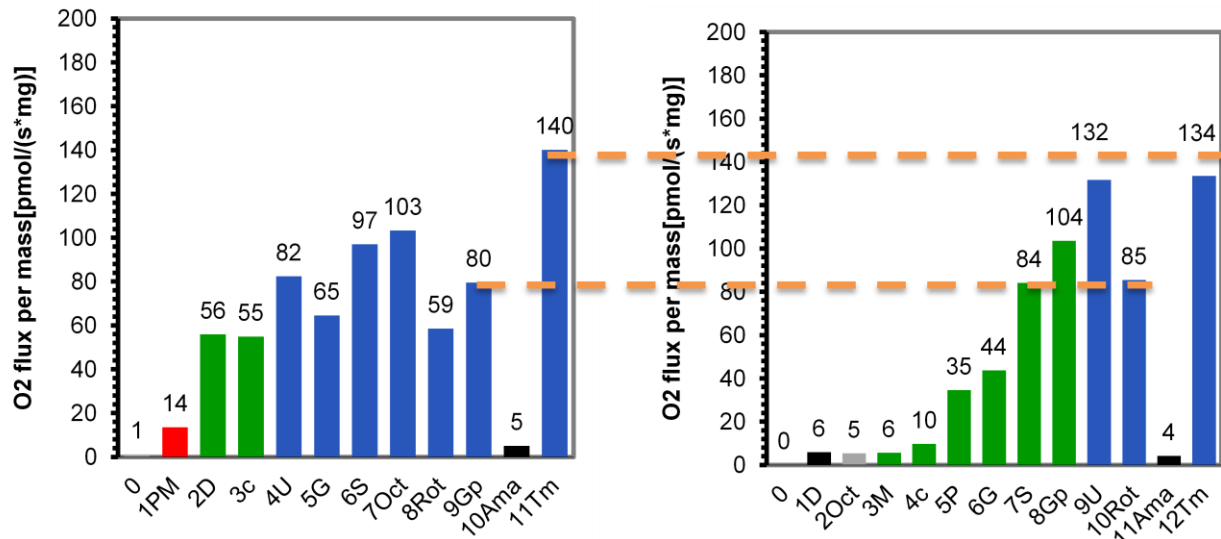 O2 flux per mass[pmol/(s*mg)]
200
180
160
140
120
100
80
60
40
20
0
1
14
56
55
82
65
97
103
59
80
5
140
0
1PM
2D
3c
4U
5G
6S
7Oct
8Rot
9Gp
10Ama
11Tm
O2 flux per mass[pmol/(s*mg)]
200
180
160
140
120
100
80
60
40
20
0
0
6
5
6
10
35
44
84
104
132
85
4
134
0
1D
2Oct
3M
4c
5P
6G
7S
8Gp
9U
10Rot
11Ama
12Tm